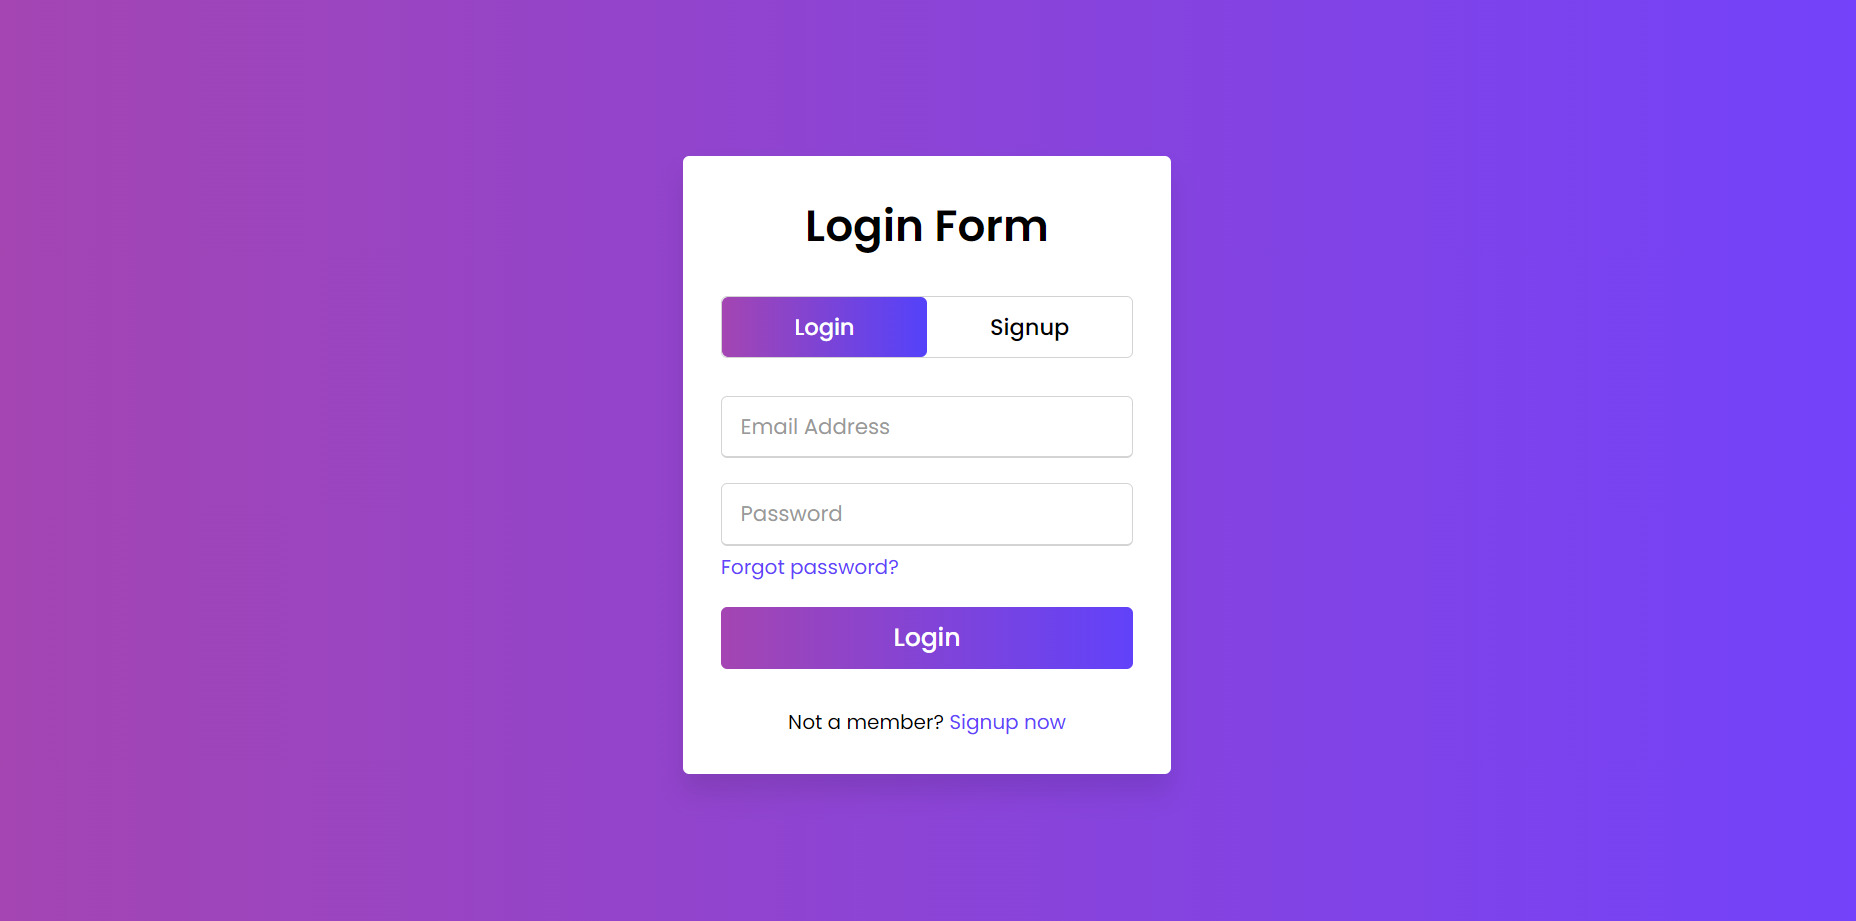 Login Form
Login Signup
Email Address
Password
Forgot password?
Login
Not a member? Signup now